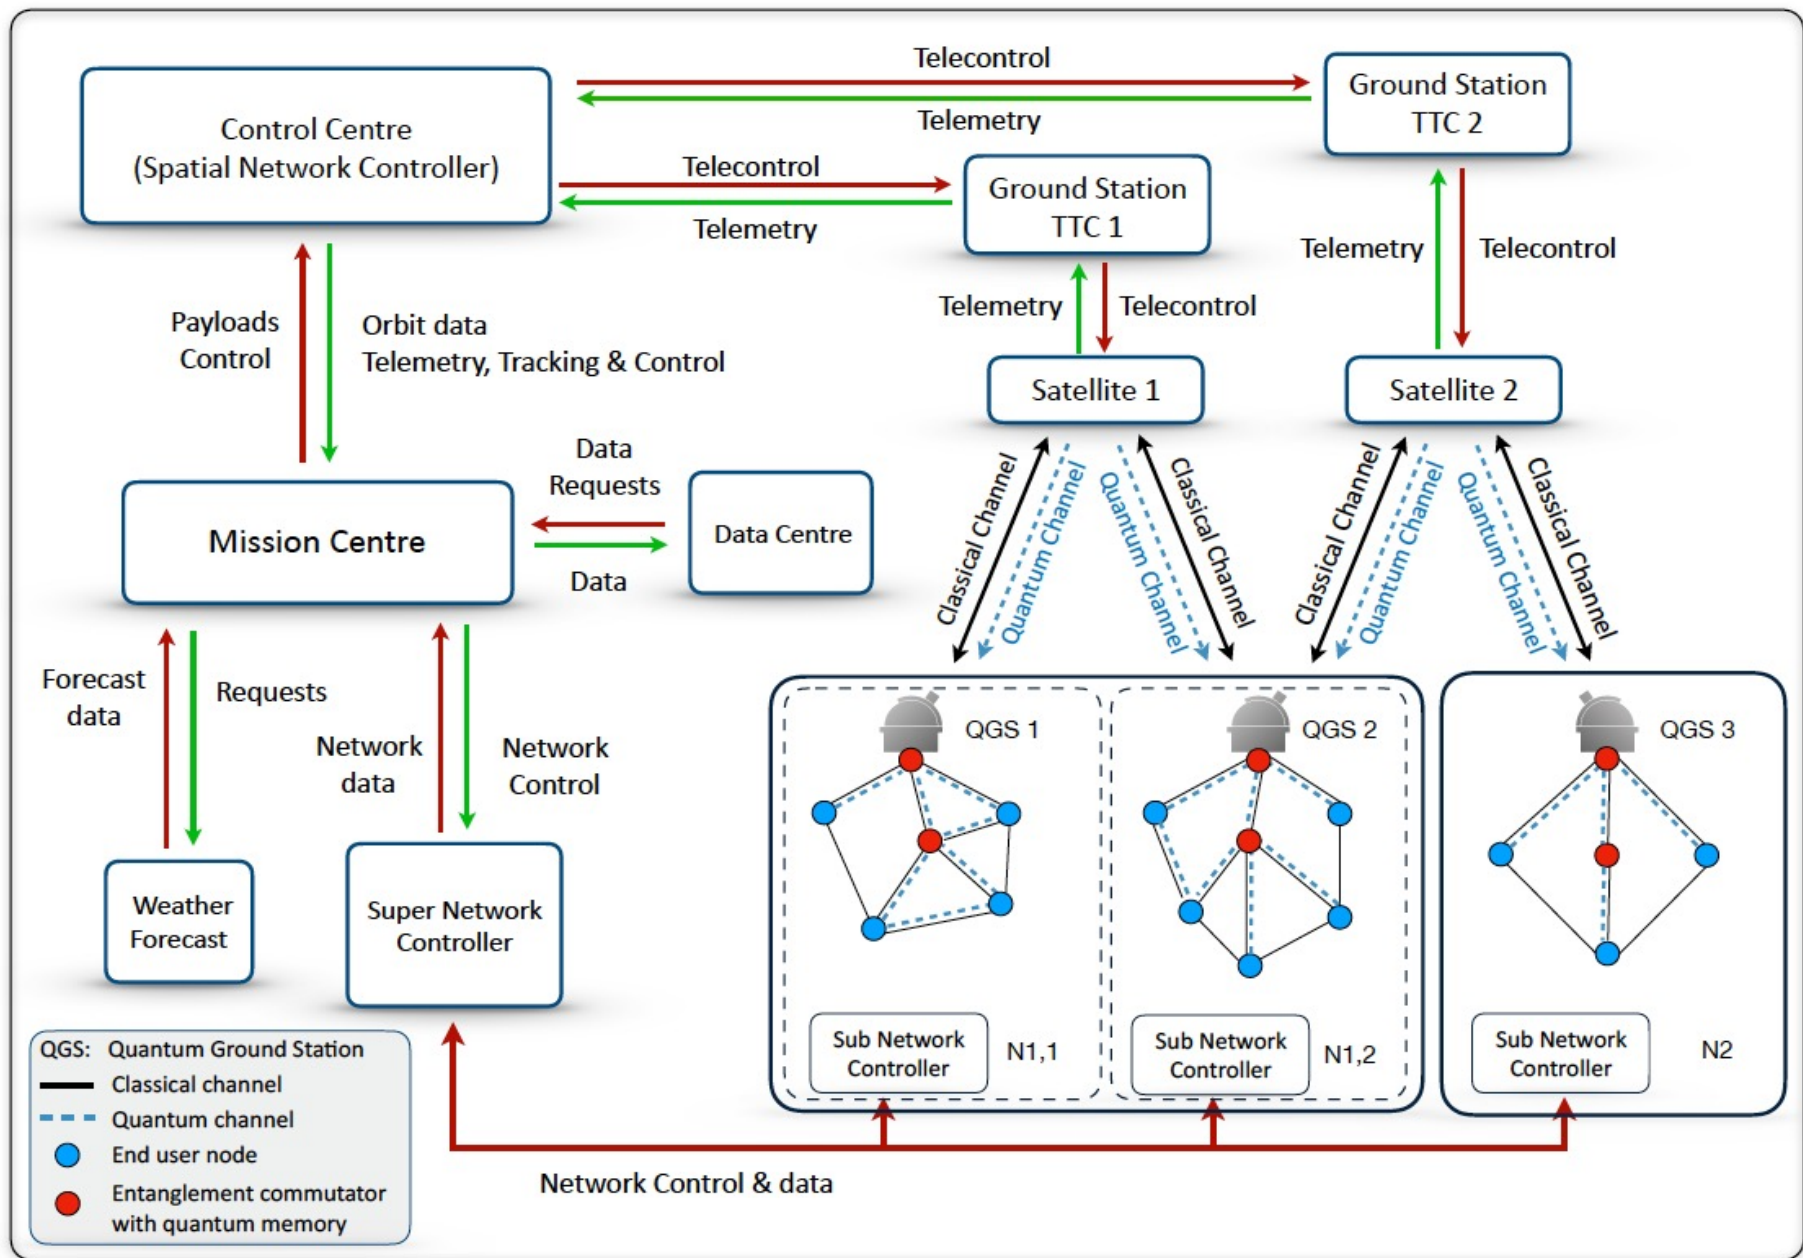 Telecontrol
Telemetry
Ground Station
TTC 2
Control Centre
(Spatial Network Controller)
Telecontrol
Telemetry
Ground Station
TTC 1
Telemetry
Telecontrol
Telemetry
Telecontrol
Payloads
Control
Orbit data
Telemetry, Tracking & Control
Satellite 1
Satellite 2
Mission Centre
Data
Requests
Data
Data Centre
Classical Channel
Quantum Channel
Quantum Channel
Classical Channel
Classical Channel
Quantum Channel
Quantum Channel
Classical Channel
Forecast
data
Requests
Network
data
Network
Control
Weather
Forecast
Super Network
Controller
QGS 1
QGS 2
QGS 3
Sub Network
Controller
N1,1
Sub Network
Controller
N1,2
Sub Network
Controller
N2
Network Control & data
QGS: Quantum Ground Station
Classical channel
Quantum channel
End user node
Entanglement commutator
with quantum memory